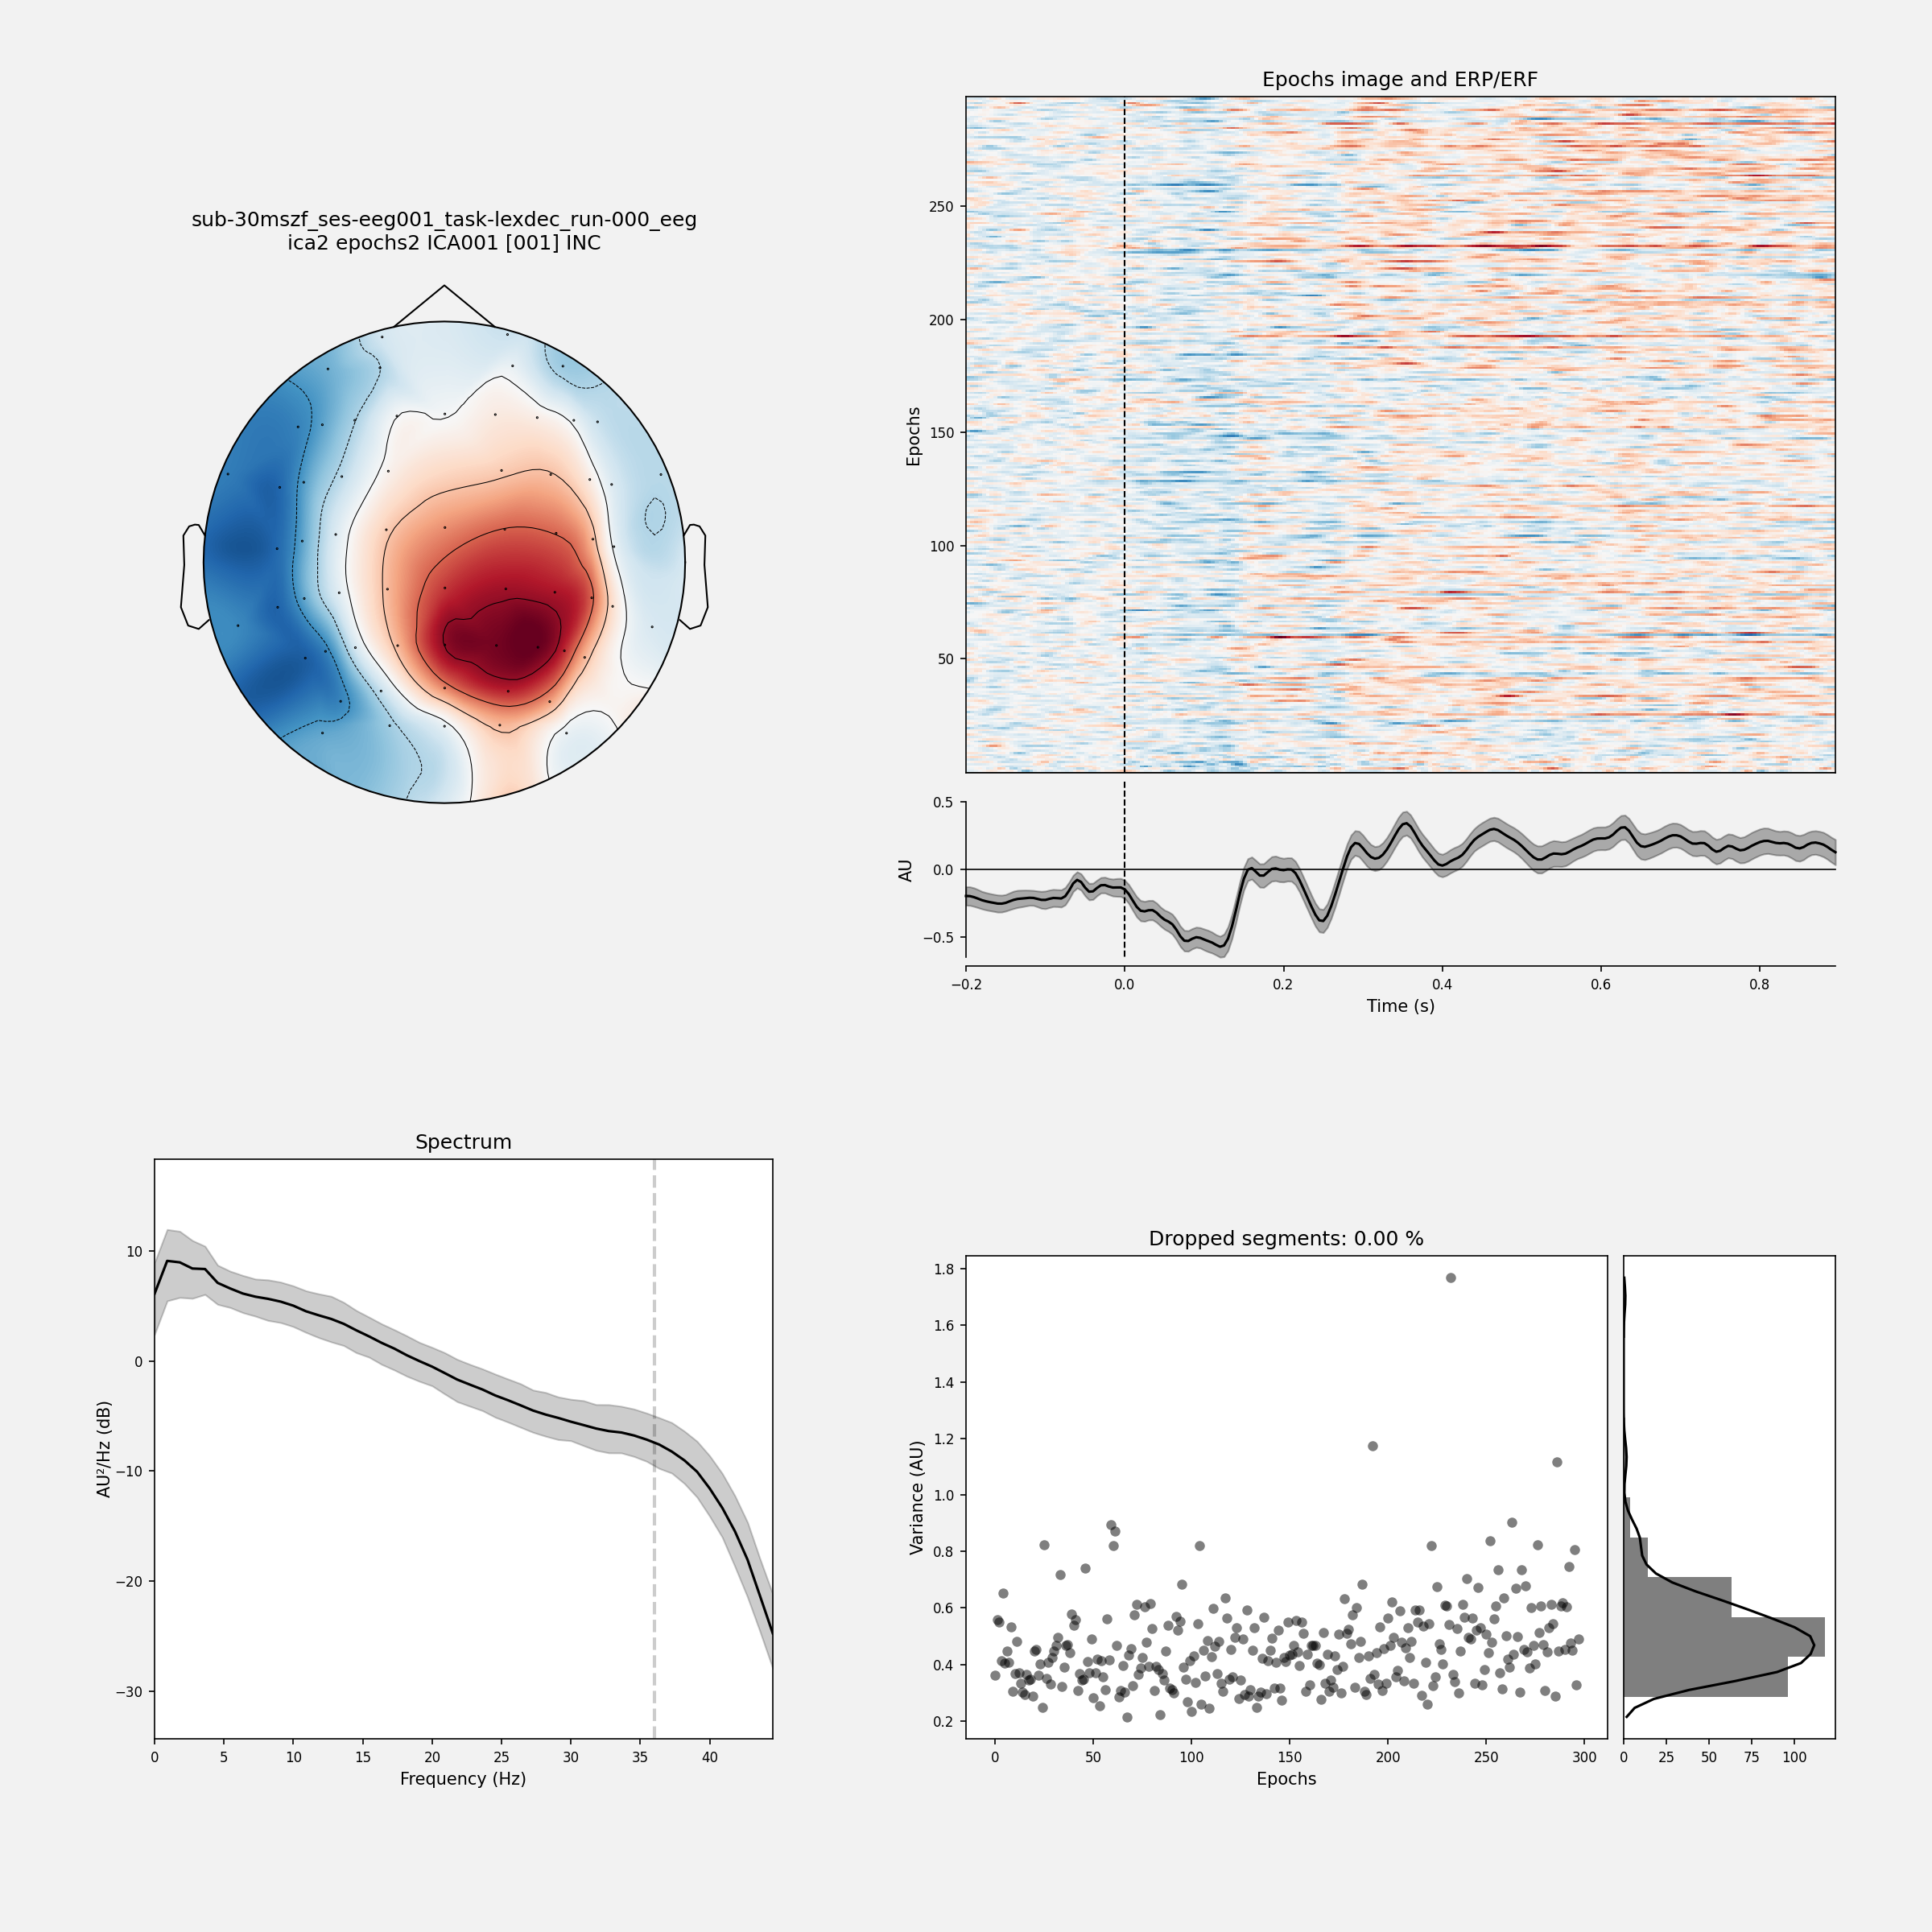 sub-30mszf_ses-eeg001_task-lexdec_run-000_eeg
ica2 epochs2 ICA001 [001] INC
Epochs image and ERP/ERF
Epochs
250
200
150
100
50
AU
0.5
0.0
−0.5
−0.2 0.0 0.2 0.4 0.6 0.8
Time (s)
Spectrum
AU²/Hz (dB)
10
0
−10
−20
−30
0 5 10 15 20 25 30 35 40
Frequency (Hz)
Dropped segments: 0.00 %
Variance (AU)
1.8
1.6
1.4
1.2
1.0
0.8
0.6
0.4
0.2
0 50 100 150 200 250 300
Epochs
0 25 50 75 100